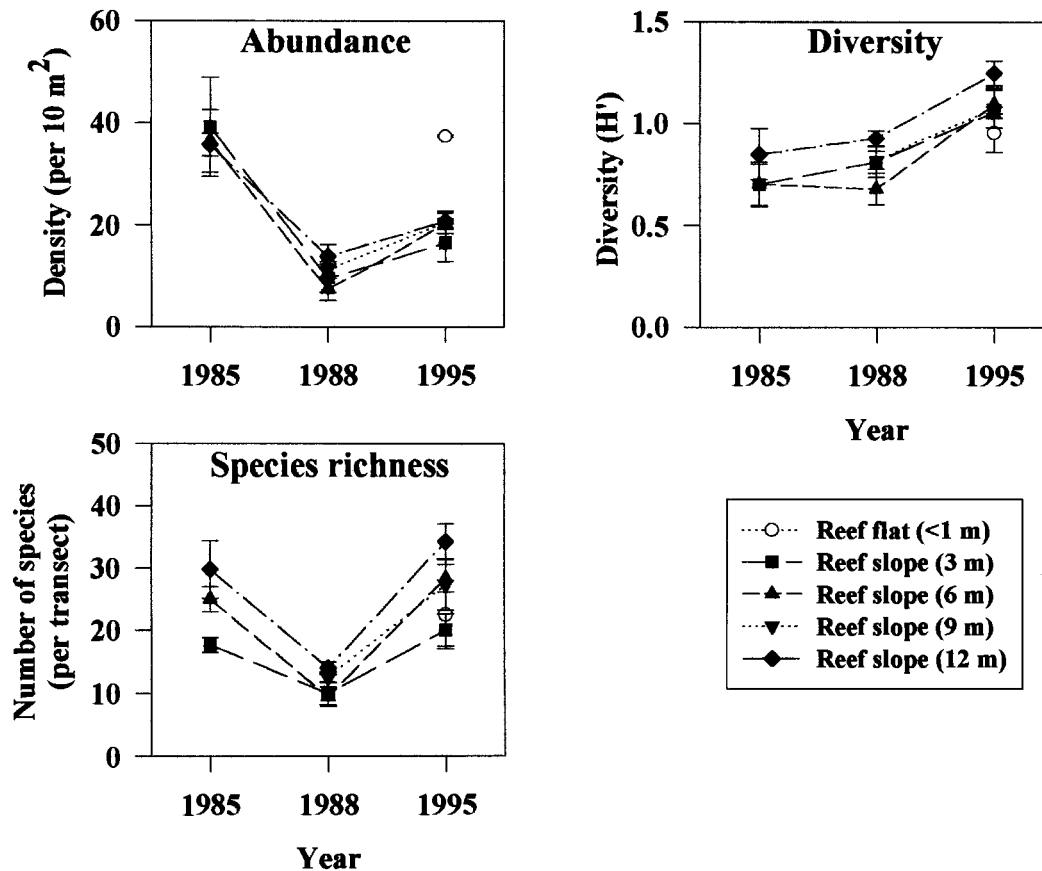 Abundance
Density (per 10 m²)
60
40
20
0
1985 1988 1995
Diversity
Diversity (H')
1.5
1.0
0.5
0.0
1985 1988 1995
Year
Species richness
Number of species
(per transect)
50
40
30
20
10
0
1985 1988 1995
Year
Reef flat (<1 m)
Reef slope (3 m)
Reef slope (6 m)
Reef slope (9 m)
Reef slope (12 m)